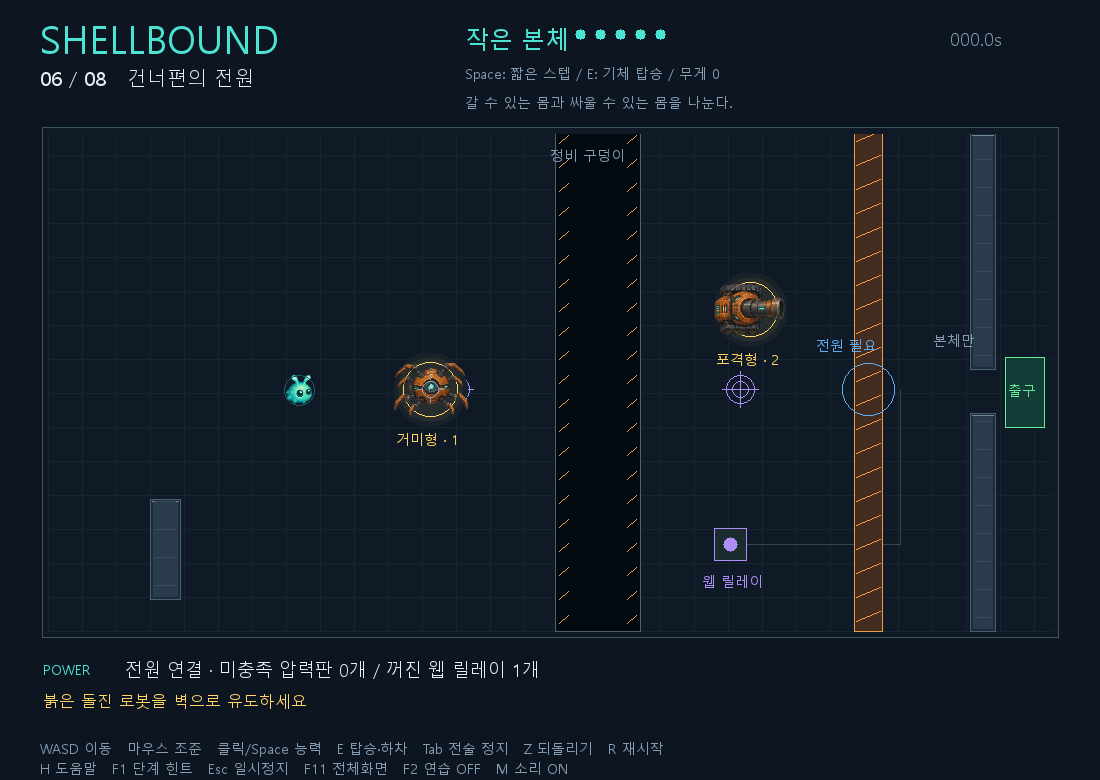 SHELLBOUND
06 / 08 건너편의 전원
작은 본체
Space: 짧은 스텝 / E: 기체 탑승 / 무게 0
갈 수 있는 몸과 싸울 수 있는 몸을 나눈다.
000.0s
정비 구덩이
포격형 · 2
전원 필요
본체만
출구
거미형 · 1
웹 릴레이
POWER 전원 연결 · 미충족 압력판 0개 / 꺼진 웹 릴레이 1개
붉은 돌진 로봇을 벽으로 유도하세요
WASD 이동 마우스 조준 클릭/Space 능력 E 탑승·하차 Tab 전술 정지 Z 되돌리기 R 재시작
H 도움말 F1 단계 힌트 Esc 일시정지 F11 전체화면 F2 연습 OFF M 소리 ON